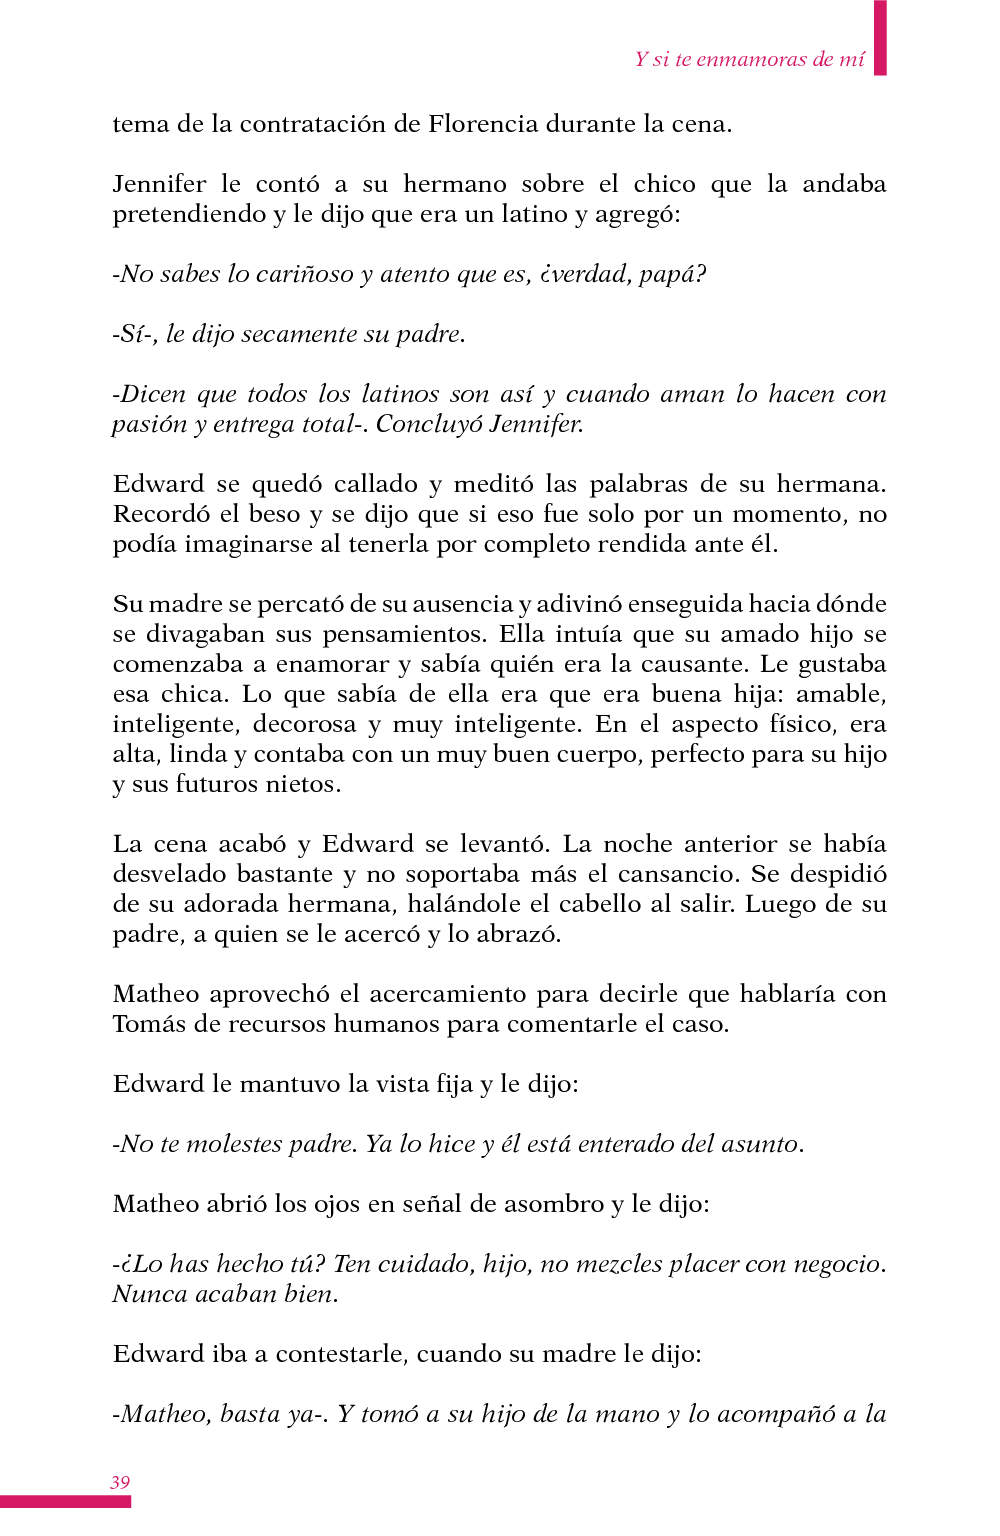 Y si te enmamoras de mí
tema de la contratación de Florencia durante la cena.
Jennifer le contó a su hermano sobre el chico que la andaba
pretendiendo y le dijo que era un latino y agregó:
-No sabes lo cariñoso y atento que es, ¿verdad, papá?
-Sí-, le dijo secamente su padre.
-Dicen que todos los latinos son así y cuando aman lo hacen con
pasión y entrega total-. Concluyó Jennifer.
Edward se quedó callado y meditó las palabras de su hermana.
Recordó el beso y se dijo que si eso fue solo por un momento, no
podía imaginarse al tenerla por completo rendida ante él.
Su madre se percató de su ausencia y adivinó enseguida hacia dónde
se divagaban sus pensamientos. Ella intuía que su amado hijo se
comenzaba a enamorar y sabía quién era la causante. Le gustaba
esa chica. Lo que sabía de ella era que era buena hija: amable,
inteligente, decorosa y muy inteligente. En el aspecto físico, era
alta, linda y contaba con un muy buen cuerpo, perfecto para su hijo
y sus futuros nietos.
La cena acabó y Edward se levantó. La noche anterior se había
desvelado bastante y no soportaba más el cansancio. Se despidió
de su adorada hermana, halándole el cabello al salir. Luego de su
padre, a quien se le acercó y lo abrazó.
Matheo aprovechó el acercamiento para decirle que hablaría con
Tomás de recursos humanos para comentarle el caso.
Edward le mantuvo la vista fija y le dijo:
-No te molestes padre. Ya lo hice y él está enterado del asunto.
Matheo abrió los ojos en señal de asombro y le dijo:
-¿Lo has hecho tú? Ten cuidado, hijo, no mezcles placer con negocio.
Nunca acaban bien.
Edward iba a contestarle, cuando su madre le dijo:
-Matheo, basta ya-. Y tomó a su hijo de la mano y lo acompañó a la
39